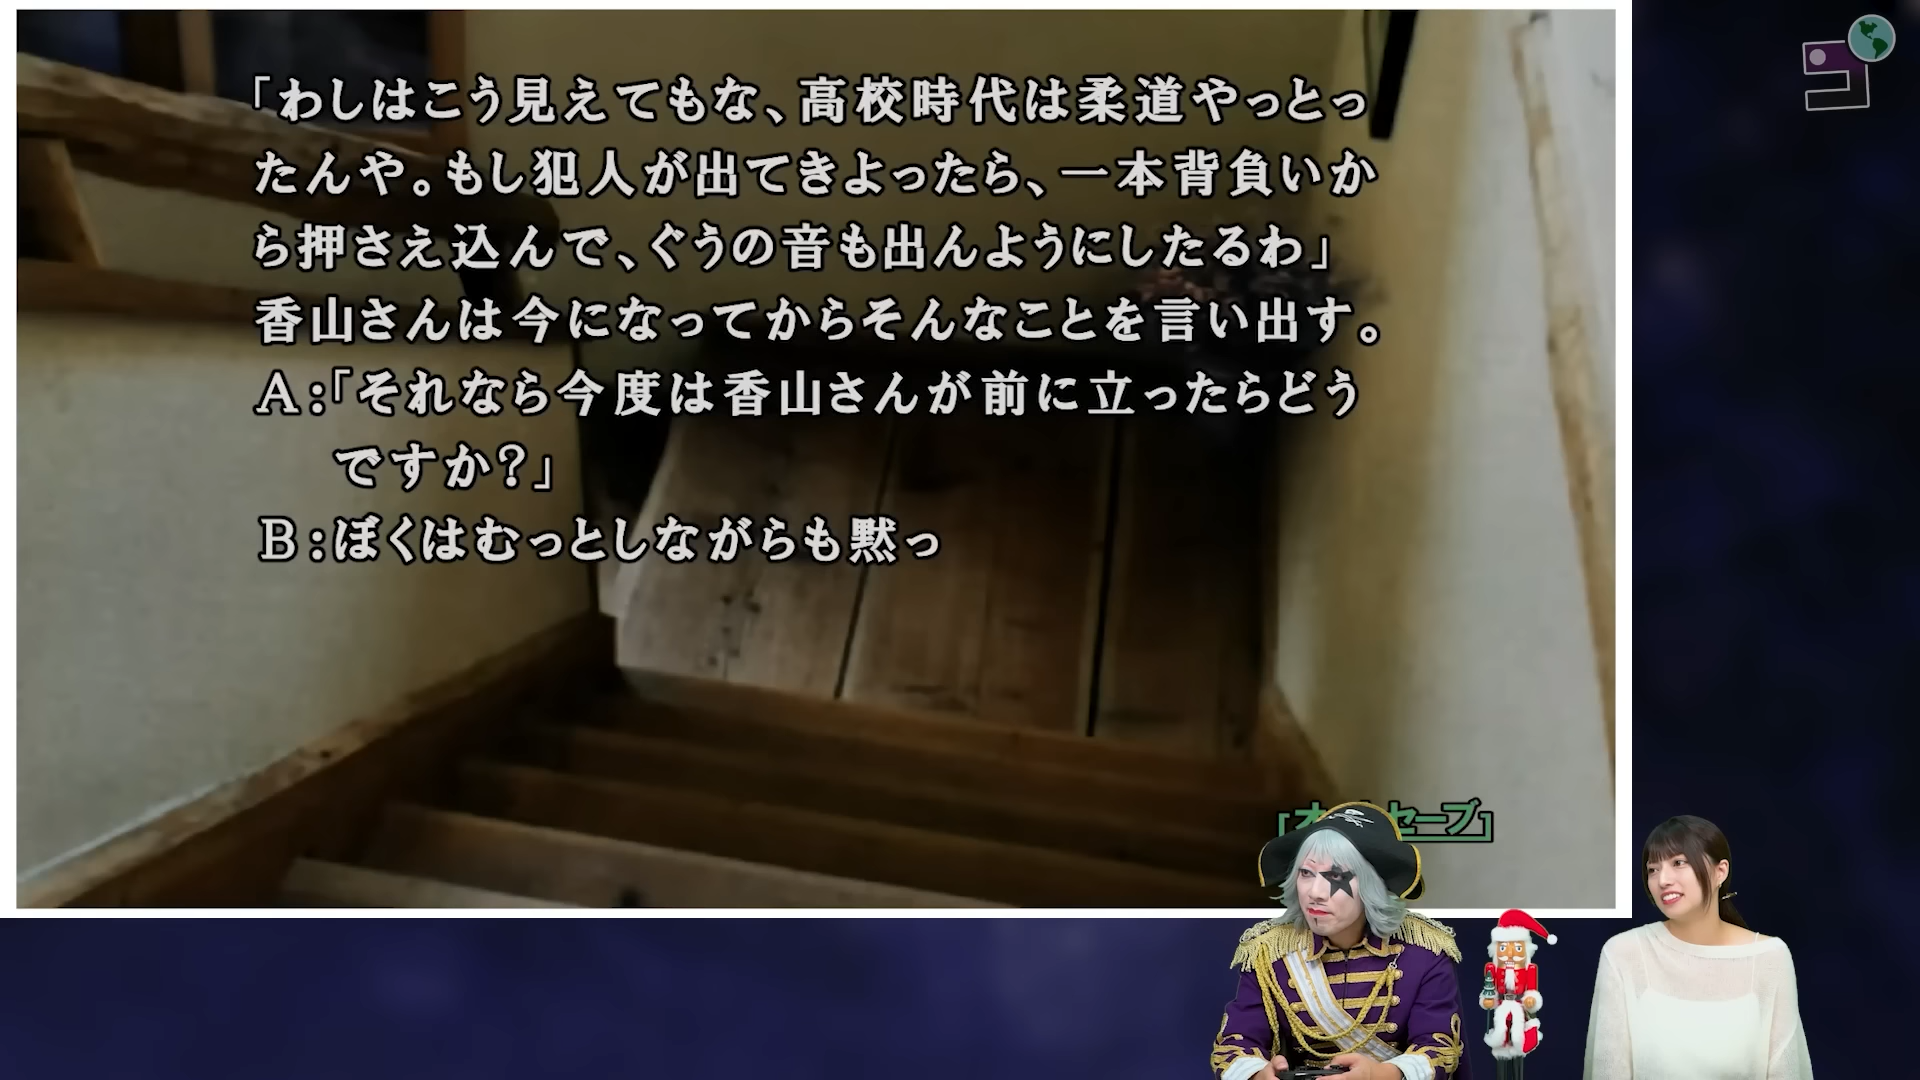 「わしはこう見えてもな、高校時代は柔道やっとっ
たんや。もし犯人が出てきよったら、一本背負いか
ら押さえ込んで、ぐうの音も出んようにしたるわ」
香山さんは今になってからそんなことを言い出す。
Ａ：「それなら今度は香山さんが前に立ったらどう
ですか？」
Ｂ：ぼくはむっとしながらも黙っ
セーブ］